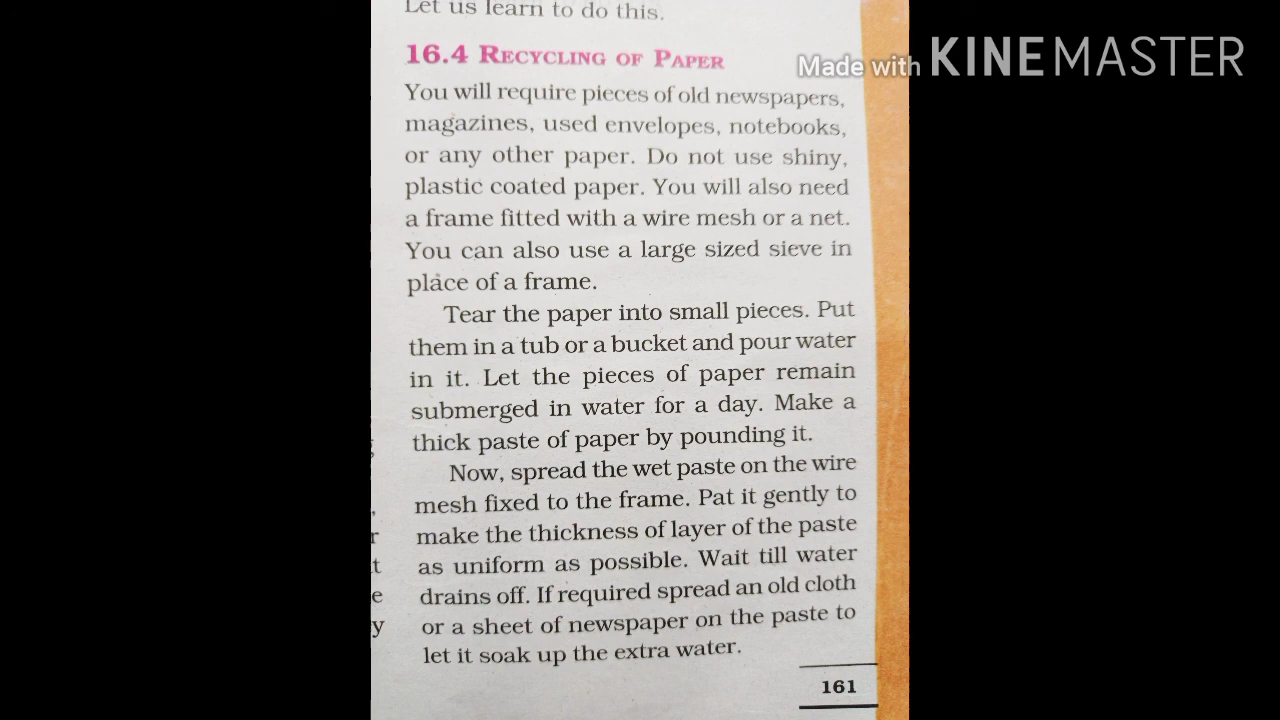 Let us learn to do this.
16.4 RECYCLING OF PAPER
Made with KINEMASTER
You will require pieces of old newspapers,
magazines, used envelopes, notebooks,
or any other paper. Do not use shiny,
plastic coated paper. You will also need
a frame fitted with a wire mesh or a net.
You can also use a large sized sieve in
place of a frame.
Tear the paper into small pieces. Put
them in a tub or a bucket and pour water
in it. Let the pieces of paper remain
submerged in water for a day. Make a
thick paste of paper by pounding it.
Now, spread the wet paste on the wire
mesh fixed to the frame. Pat it gently to
make the thickness of layer of the paste
as uniform as possible. Wait till water
drains off. If required spread an old cloth
or a sheet of newspaper on the paste to
let it soak up the extra water.
161